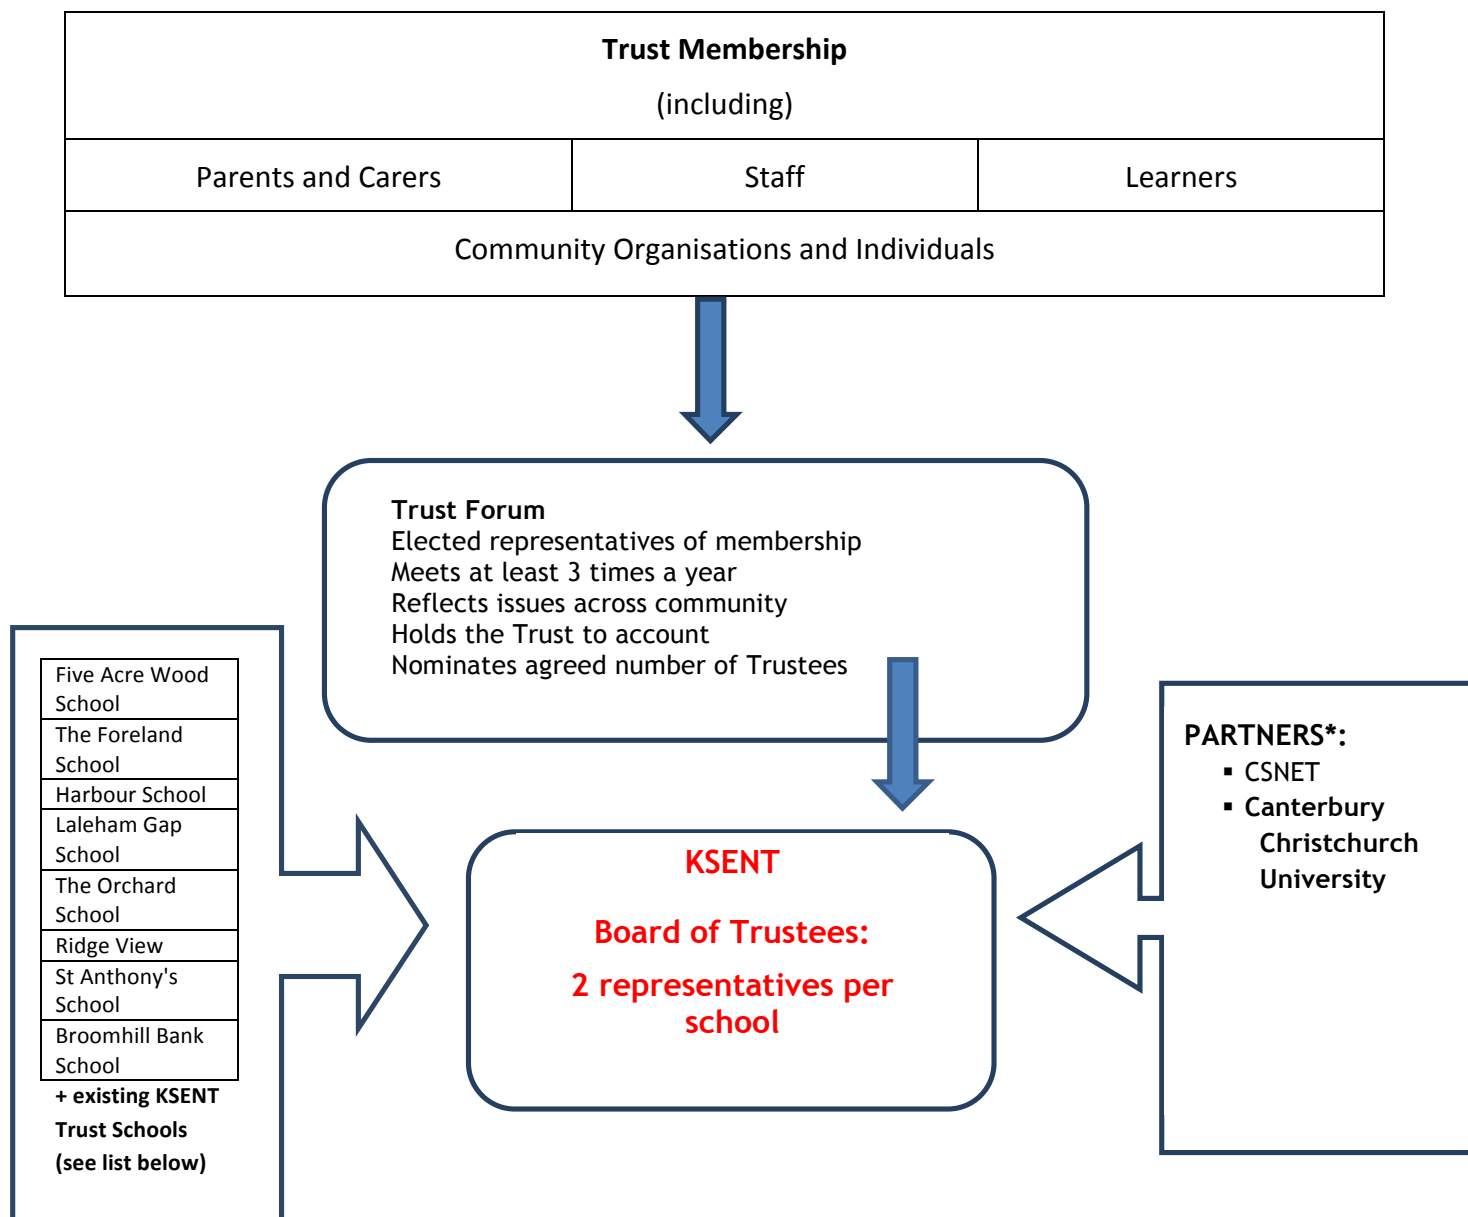 Trust Membership
(including)
Parents and Carers
Staff
Learners
Community Organisations and Individuals
Trust Forum
Elected representatives of membership
Meets at least 3 times a year
Reflects issues across community
Holds the Trust to account
Nominates agreed number of Trustees
Five Acre Wood
School
The Foreland
School
Harbour School
Laleham Gap
School
The Orchard
School
Ridge View
St Anthony's
School
Broomhill Bank
School
+ existing KSENT
Trust Schools
(see list below)
KSENT
Board of Trustees:
2 representatives per
school
PARTNERS*:
▪ CSNET
▪ Canterbury
Christchurch
University